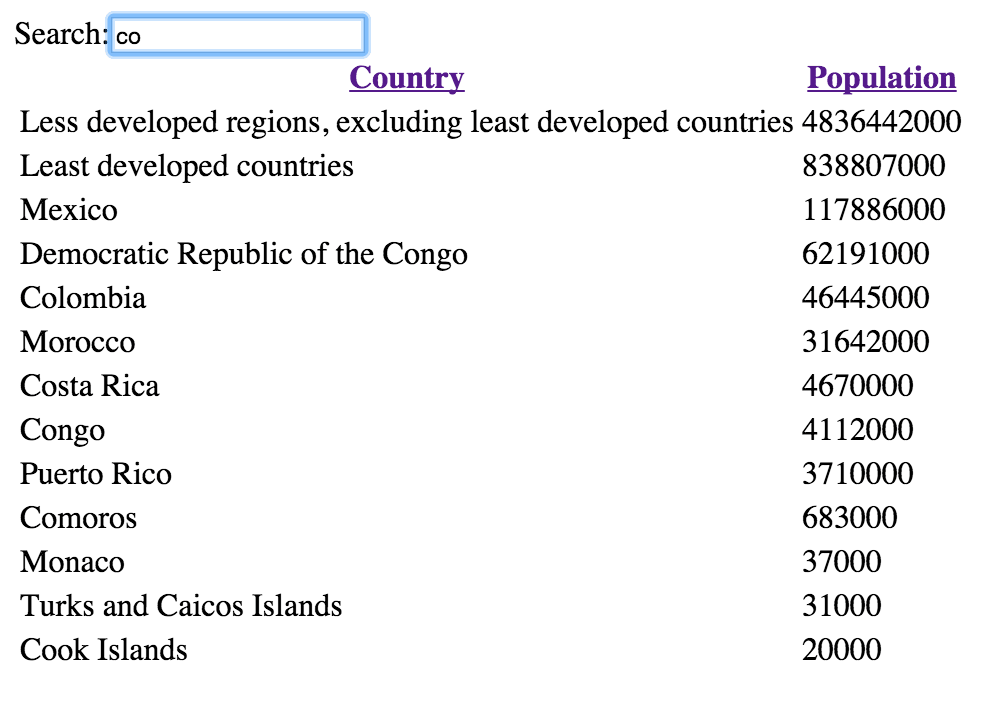 Search: co
Country Population
Less developed regions, excluding least developed countries 4836442000
Least developed countries 838807000
Mexico 117886000
Democratic Republic of the Congo 62191000
Colombia 46445000
Morocco 31642000
Costa Rica 4670000
Congo 4112000
Puerto Rico 3710000
Comoros 683000
Monaco 37000
Turks and Caicos Islands 31000
Cook Islands 20000